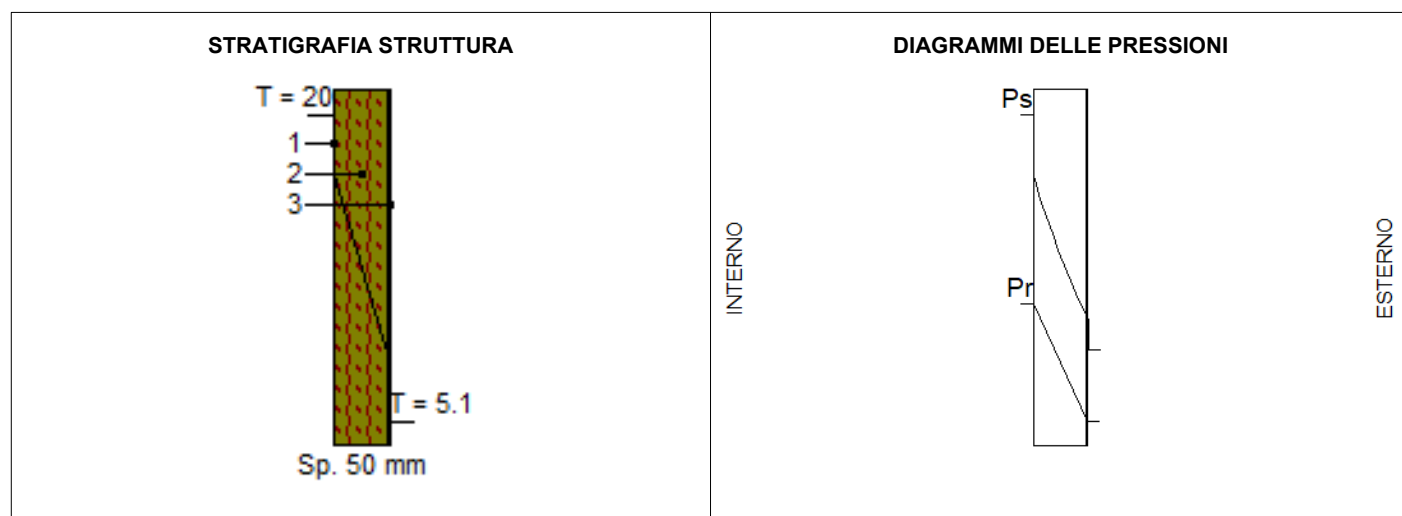 STRATIGRAFIA STRUTTURA
T = 20
1
2
3
T = 5.1
Sp. 50 mm
DIAGRAMMI DELLE PRESSIONI
Ps
Pr
INTERNO
ESTERNO